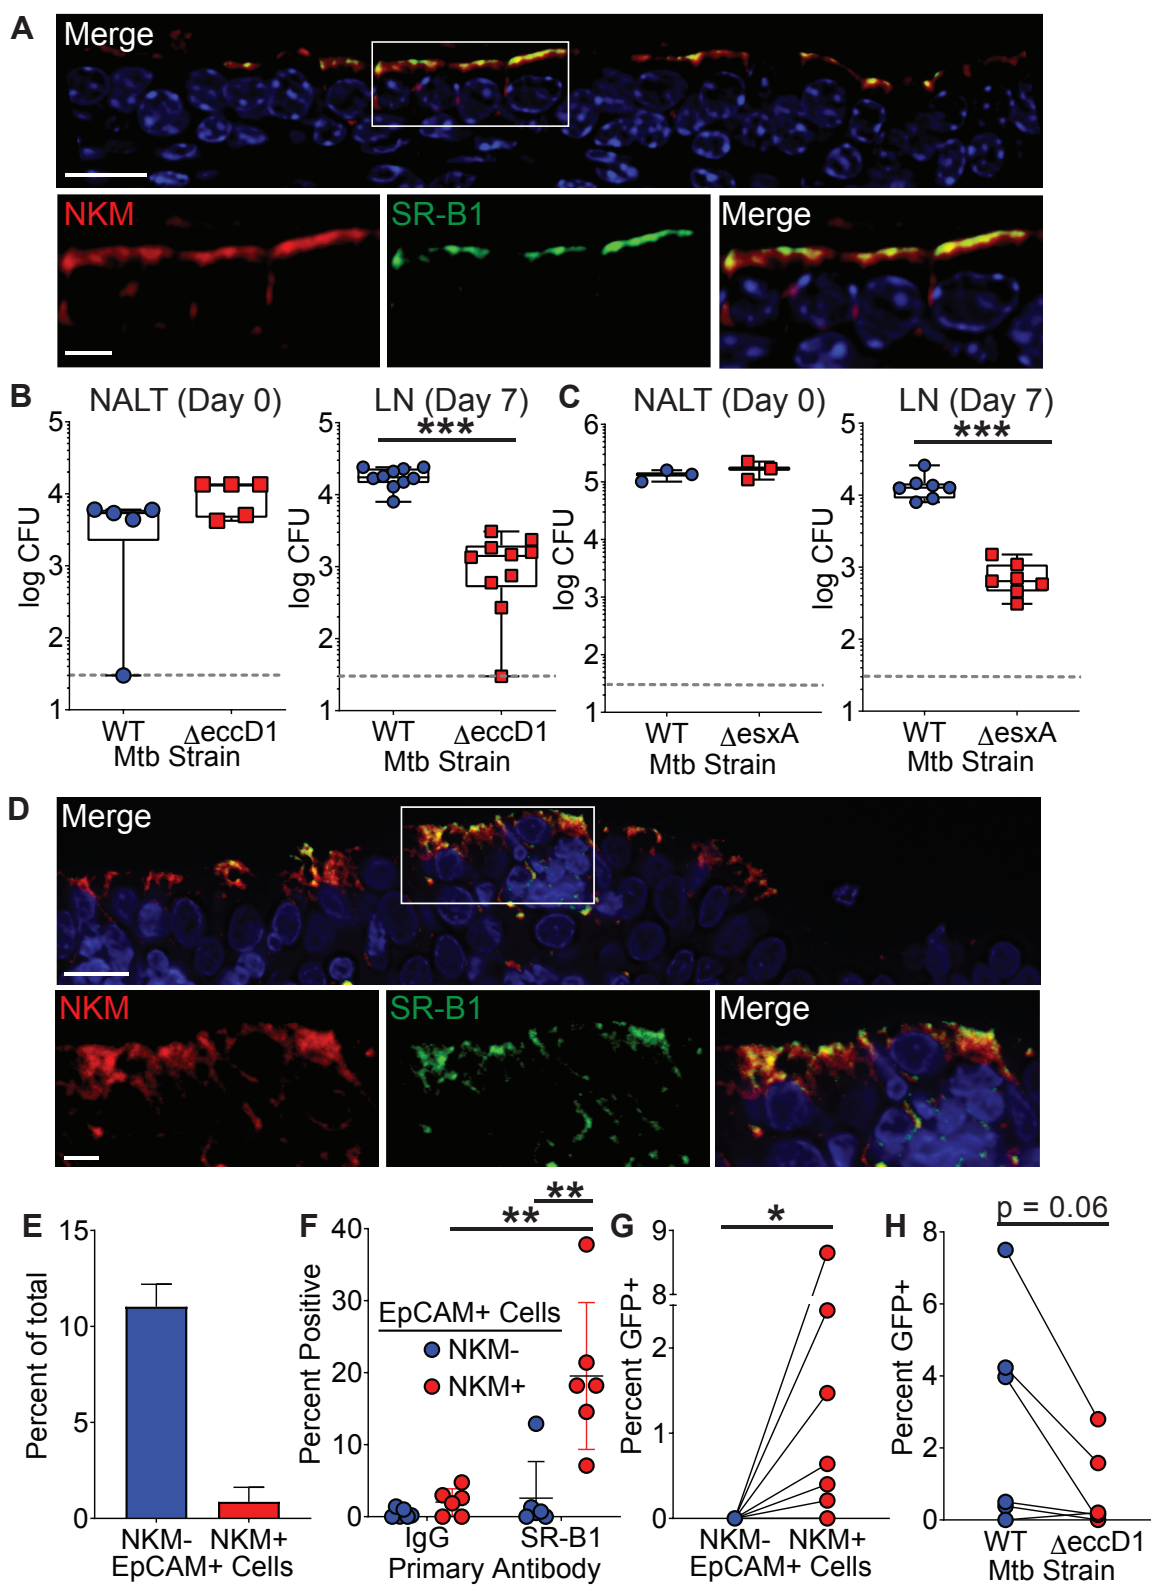 A
Merge
NKM
SR-B1
Merge
B
NALT (Day 0)
LN (Day 7)
C
NALT (Day 0)
LN (Day 7)
***
***
log CFU
5
4
3
2
1
WT
ΔeccD1
Mtb Strain
log CFU
5
4
3
2
1
WT
ΔeccD1
Mtb Strain
log CFU
6
5
4
3
2
1
WT
ΔesxA
Mtb Strain
log CFU
5
4
3
2
1
WT
ΔesxA
Mtb Strain
D
Merge
NKM
SR-B1
Merge
E
Percent of total
15
10
5
0
NKM-
NKM+
EpCAM+ Cells
F
**
**
Percent Positive
40
30
20
10
0
EpCAM+ Cells
NKM-
NKM+
IgG
SR-B1
Primary Antibody
G
*
Percent GFP+
9
8
2
1
0
NKM-
NKM+
EpCAM+ Cells
H
p = 0.06
Percent GFP+
8
6
4
2
0
WT
ΔeccD1
Mtb Strain